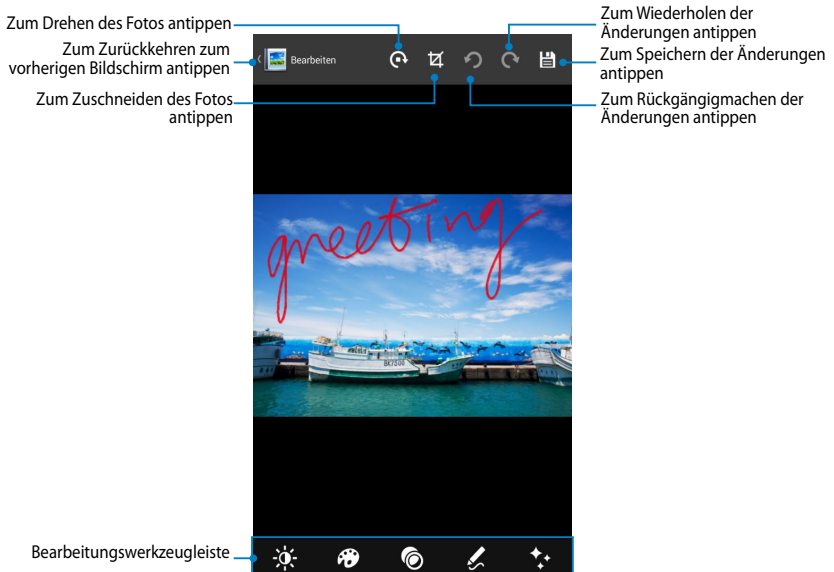 Zum Drehen des Fotos antippen
Zum Zurückkehren zum
vorherigen Bildschirm antippen
Zum Zuschneiden des Fotos
antippen
Zum Wiederholen der
Änderungen antippen
Zum Speichern der Änderungen
antippen
Zum Rückgängigmachen der
Änderungen antippen
Bearbeiten
greeting
Bearbeitungswerkzeugleiste